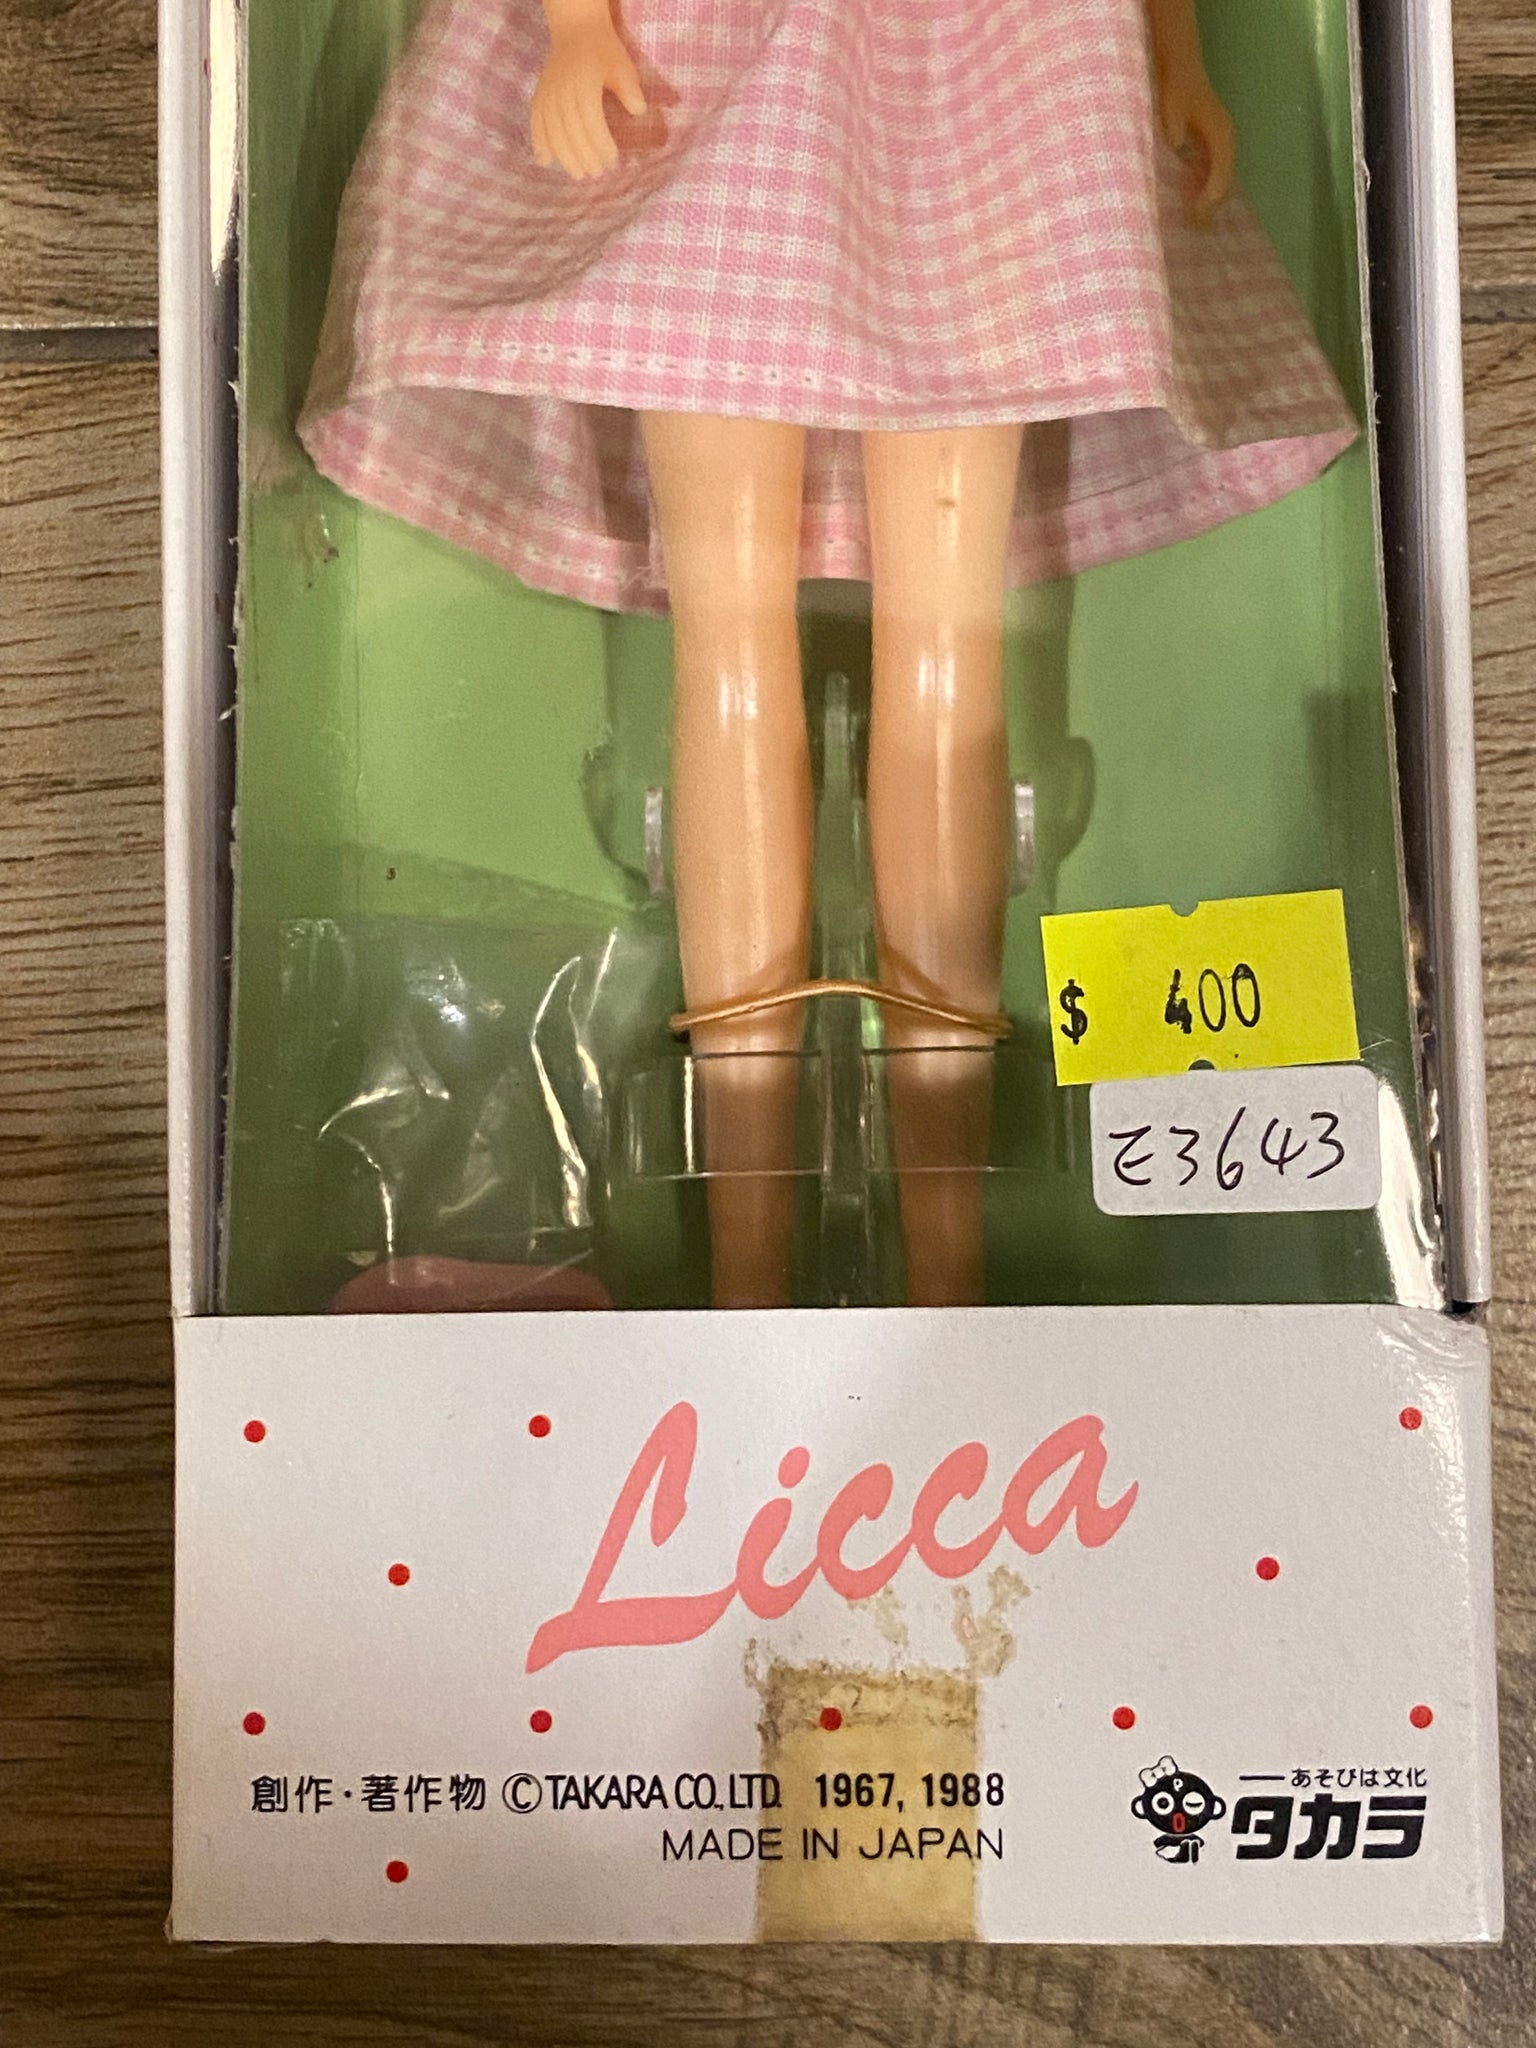 $ 400
E3643
Licca
創作・著作物 ©TAKARA CO., LTD. 1967, 1988
MADE IN JAPAN
―あそびは文化
タカラ